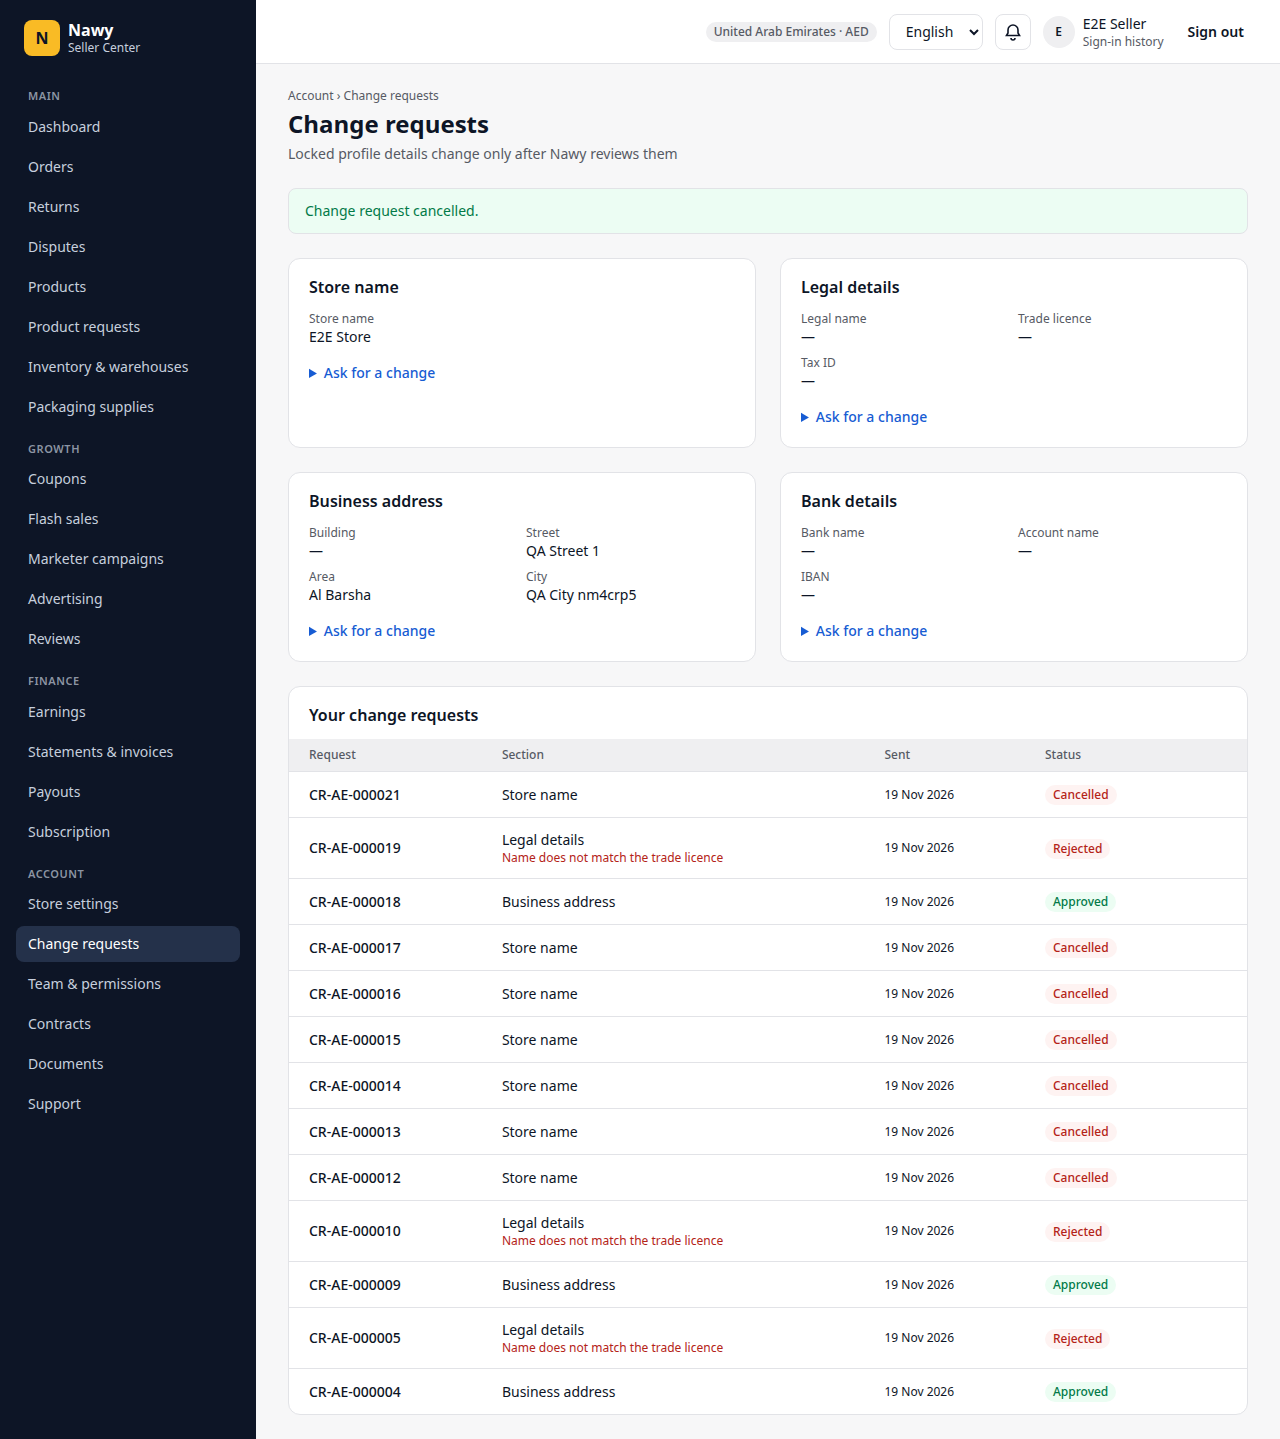 N
Nawy
Seller Center
MAIN
Dashboard
Orders
Returns
Disputes
Products
Product requests
Inventory & warehouses
Packaging supplies
GROWTH
Coupons
Flash sales
Marketer campaigns
Advertising
Reviews
FINANCE
Earnings
Statements & invoices
Payouts
Subscription
ACCOUNT
Store settings
Change requests
Team & permissions
Contracts
Documents
Support
United Arab Emirates · AED
English
E
E2E Seller
Sign-in history
Sign out
Account › Change requests
Change requests
Locked profile details change only after Nawy reviews them
Change request cancelled.
Store name
Store name
E2E Store
Ask for a change
Legal details
Legal name Trade licence
— —
Tax ID
—
Ask for a change
Business address
Building Street
— QA Street 1
Area City
Al Barsha QA City nm4crp5
Ask for a change
Bank details
Bank name Account name
— —
IBAN
—
Ask for a change
Your change requests
Request Section Sent Status
CR-AE-000021 Store name 19 Nov 2026 Cancelled
CR-AE-000019 Legal details 19 Nov 2026 Rejected
Name does not match the trade licence
CR-AE-000018 Business address 19 Nov 2026 Approved
CR-AE-000017 Store name 19 Nov 2026 Cancelled
CR-AE-000016 Store name 19 Nov 2026 Cancelled
CR-AE-000015 Store name 19 Nov 2026 Cancelled
CR-AE-000014 Store name 19 Nov 2026 Cancelled
CR-AE-000013 Store name 19 Nov 2026 Cancelled
CR-AE-000012 Store name 19 Nov 2026 Cancelled
CR-AE-000010 Legal details 19 Nov 2026 Rejected
Name does not match the trade licence
CR-AE-000009 Business address 19 Nov 2026 Approved
CR-AE-000005 Legal details 19 Nov 2026 Rejected
Name does not match the trade licence
CR-AE-000004 Business address 19 Nov 2026 Approved